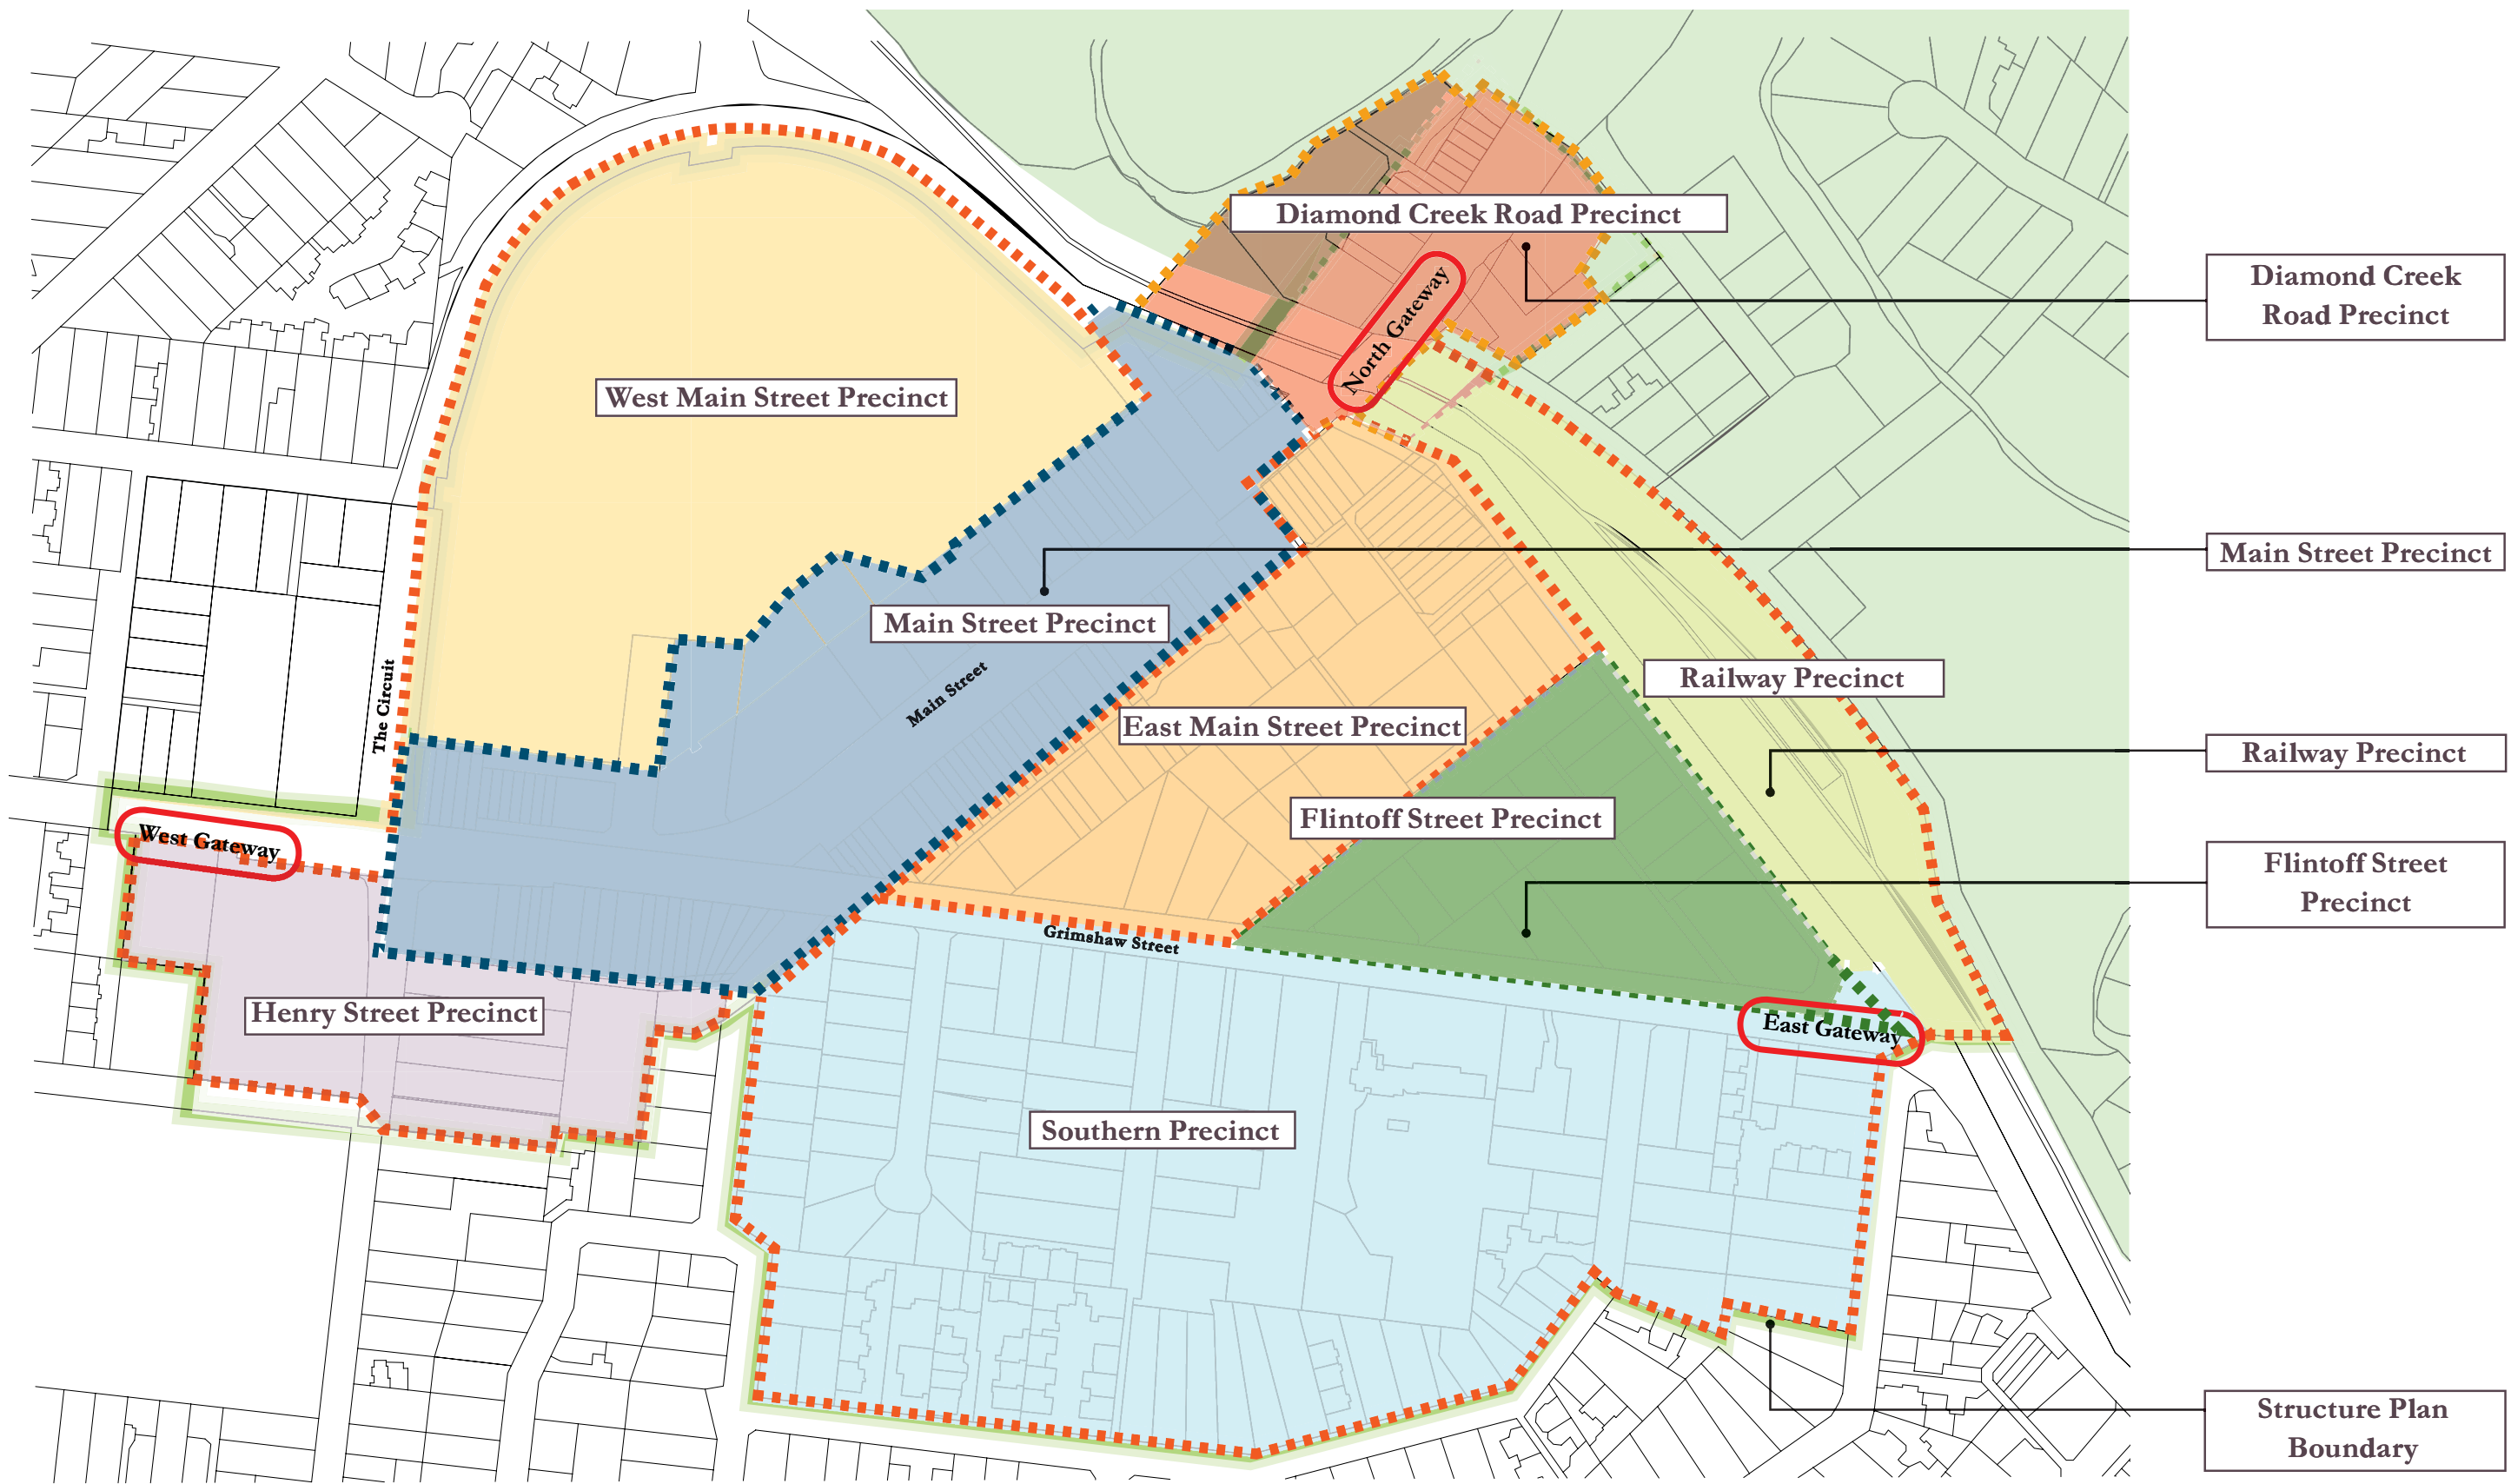 Diamond Creek Road Precinct
Diamond Creek
Road Precinct
North Gateway
West Main Street Precinct
Main Street Precinct
Main Street Precinct
Main Street
The Circuit
Railway Precinct
East Main Street Precinct
Railway Precinct
Flintoff Street Precinct
West Gateway
Flintoff Street
Precinct
Grimshaw Street
Henry Street Precinct
East Gateway
Southern Precinct
Structure Plan
Boundary